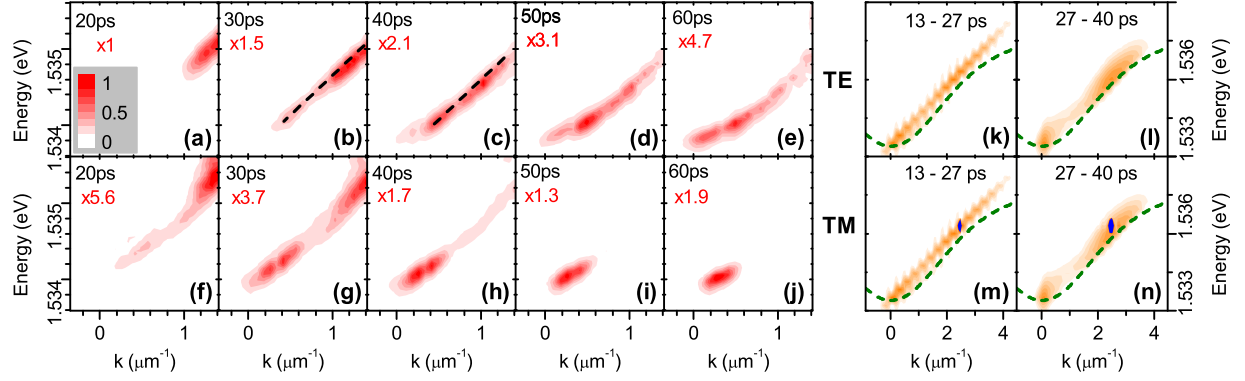 20ps 30ps 40ps 50ps 60ps 13 - 27 ps 27 - 40 ps
x1 x1.5 x2.1 x3.1 x4.7
Energy (eV) 1.535 1.534
1 0.5 0
(a) (b) (c) (d) (e)
TE
(k) (l)
1.536 1.533 Energy (eV)
20ps 30ps 40ps 50ps 60ps 13 - 27 ps 27 - 40 ps
x5.6 x3.7 x1.7 x1.3 x1.9
Energy (eV) 1.535 1.534
(f) (g) (h) (i) (j)
TM
(m) (n)
1.536 1.533 Energy (eV)
0 1 0 1 0 1 0 1 0 1 0 2 4 0 2 4
k (μm⁻¹) k (μm⁻¹) k (μm⁻¹) k (μm⁻¹) k (μm⁻¹) k (μm⁻¹) k (μm⁻¹)